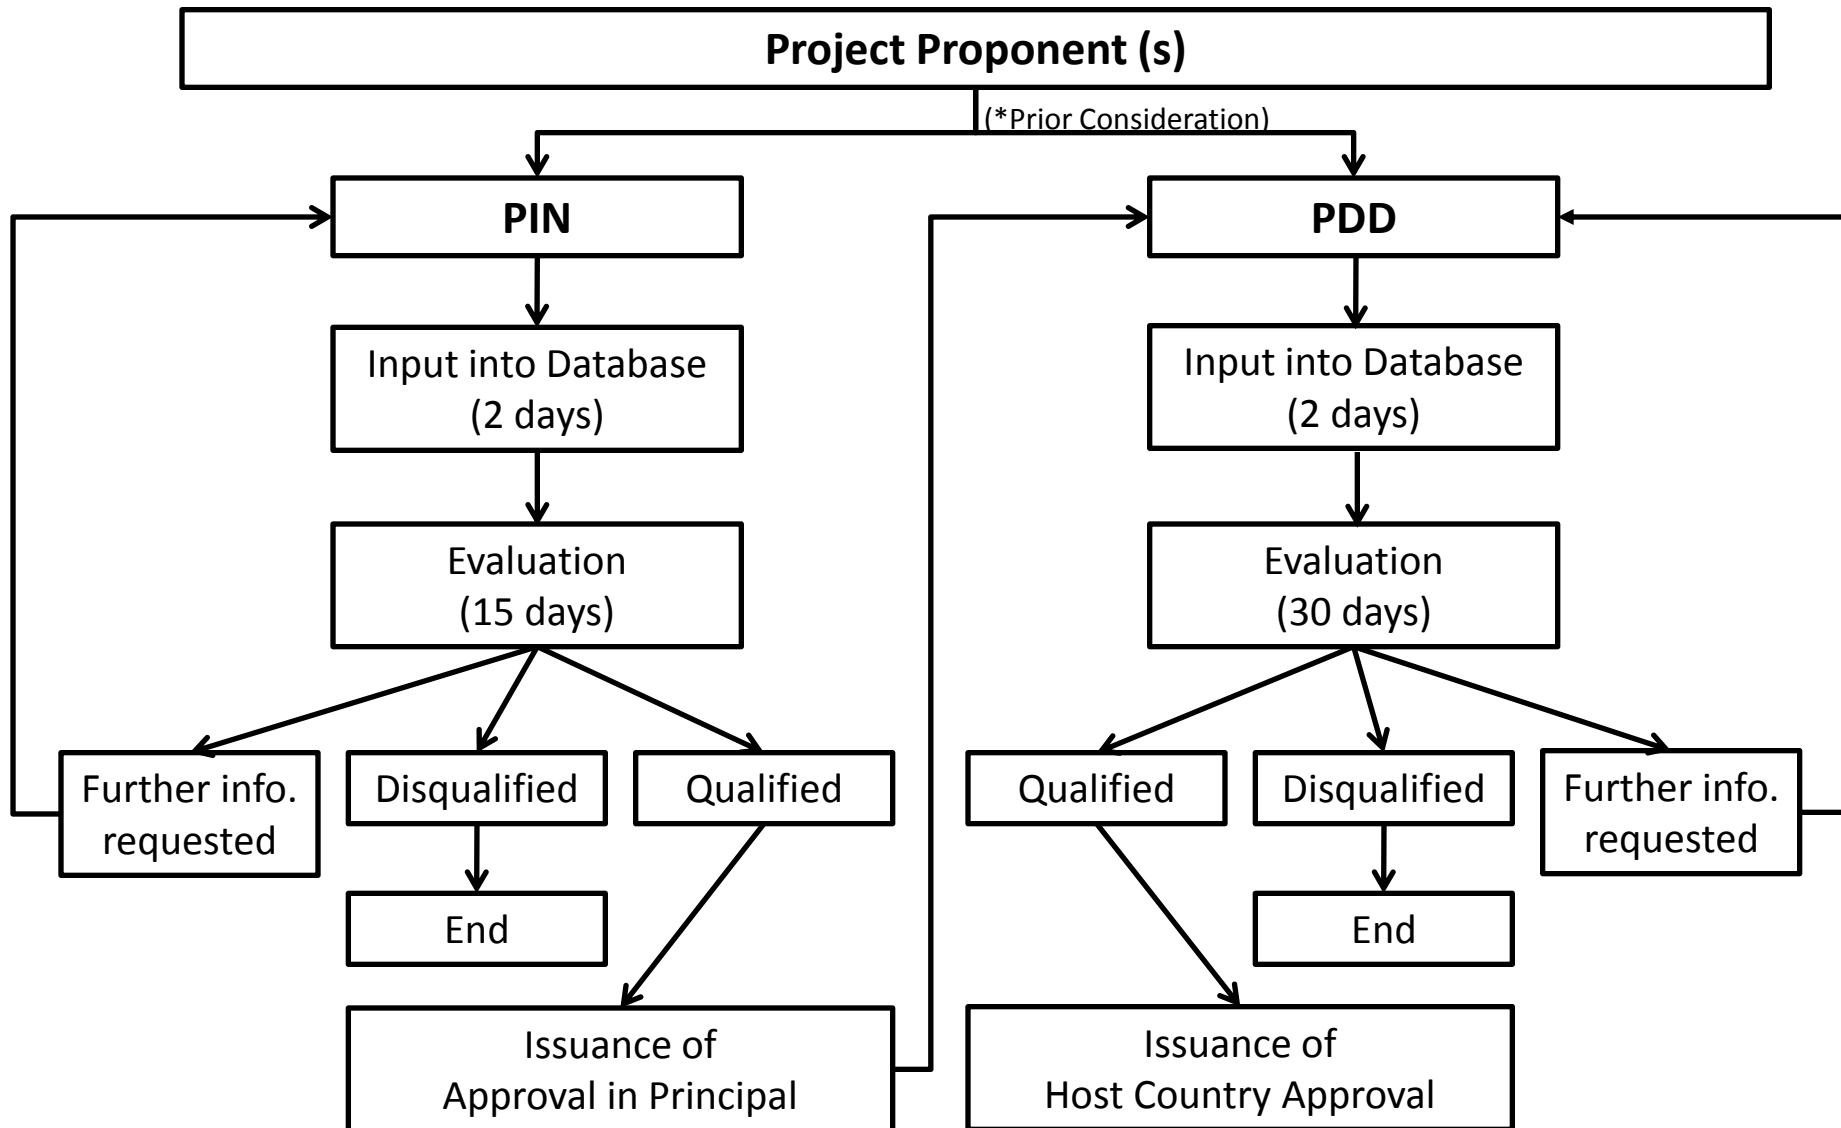 Project Proponent (s)
(*Prior Consideration)
PIN
PDD
Input into Database
(2 days)
Input into Database
(2 days)
Evaluation
(15 days)
Evaluation
(30 days)
Further info.
requested
Disqualified
Qualified
Qualified
Disqualified
Further info.
requested
End
End
Issuance of
Approval in Principal
Issuance of
Host Country Approval